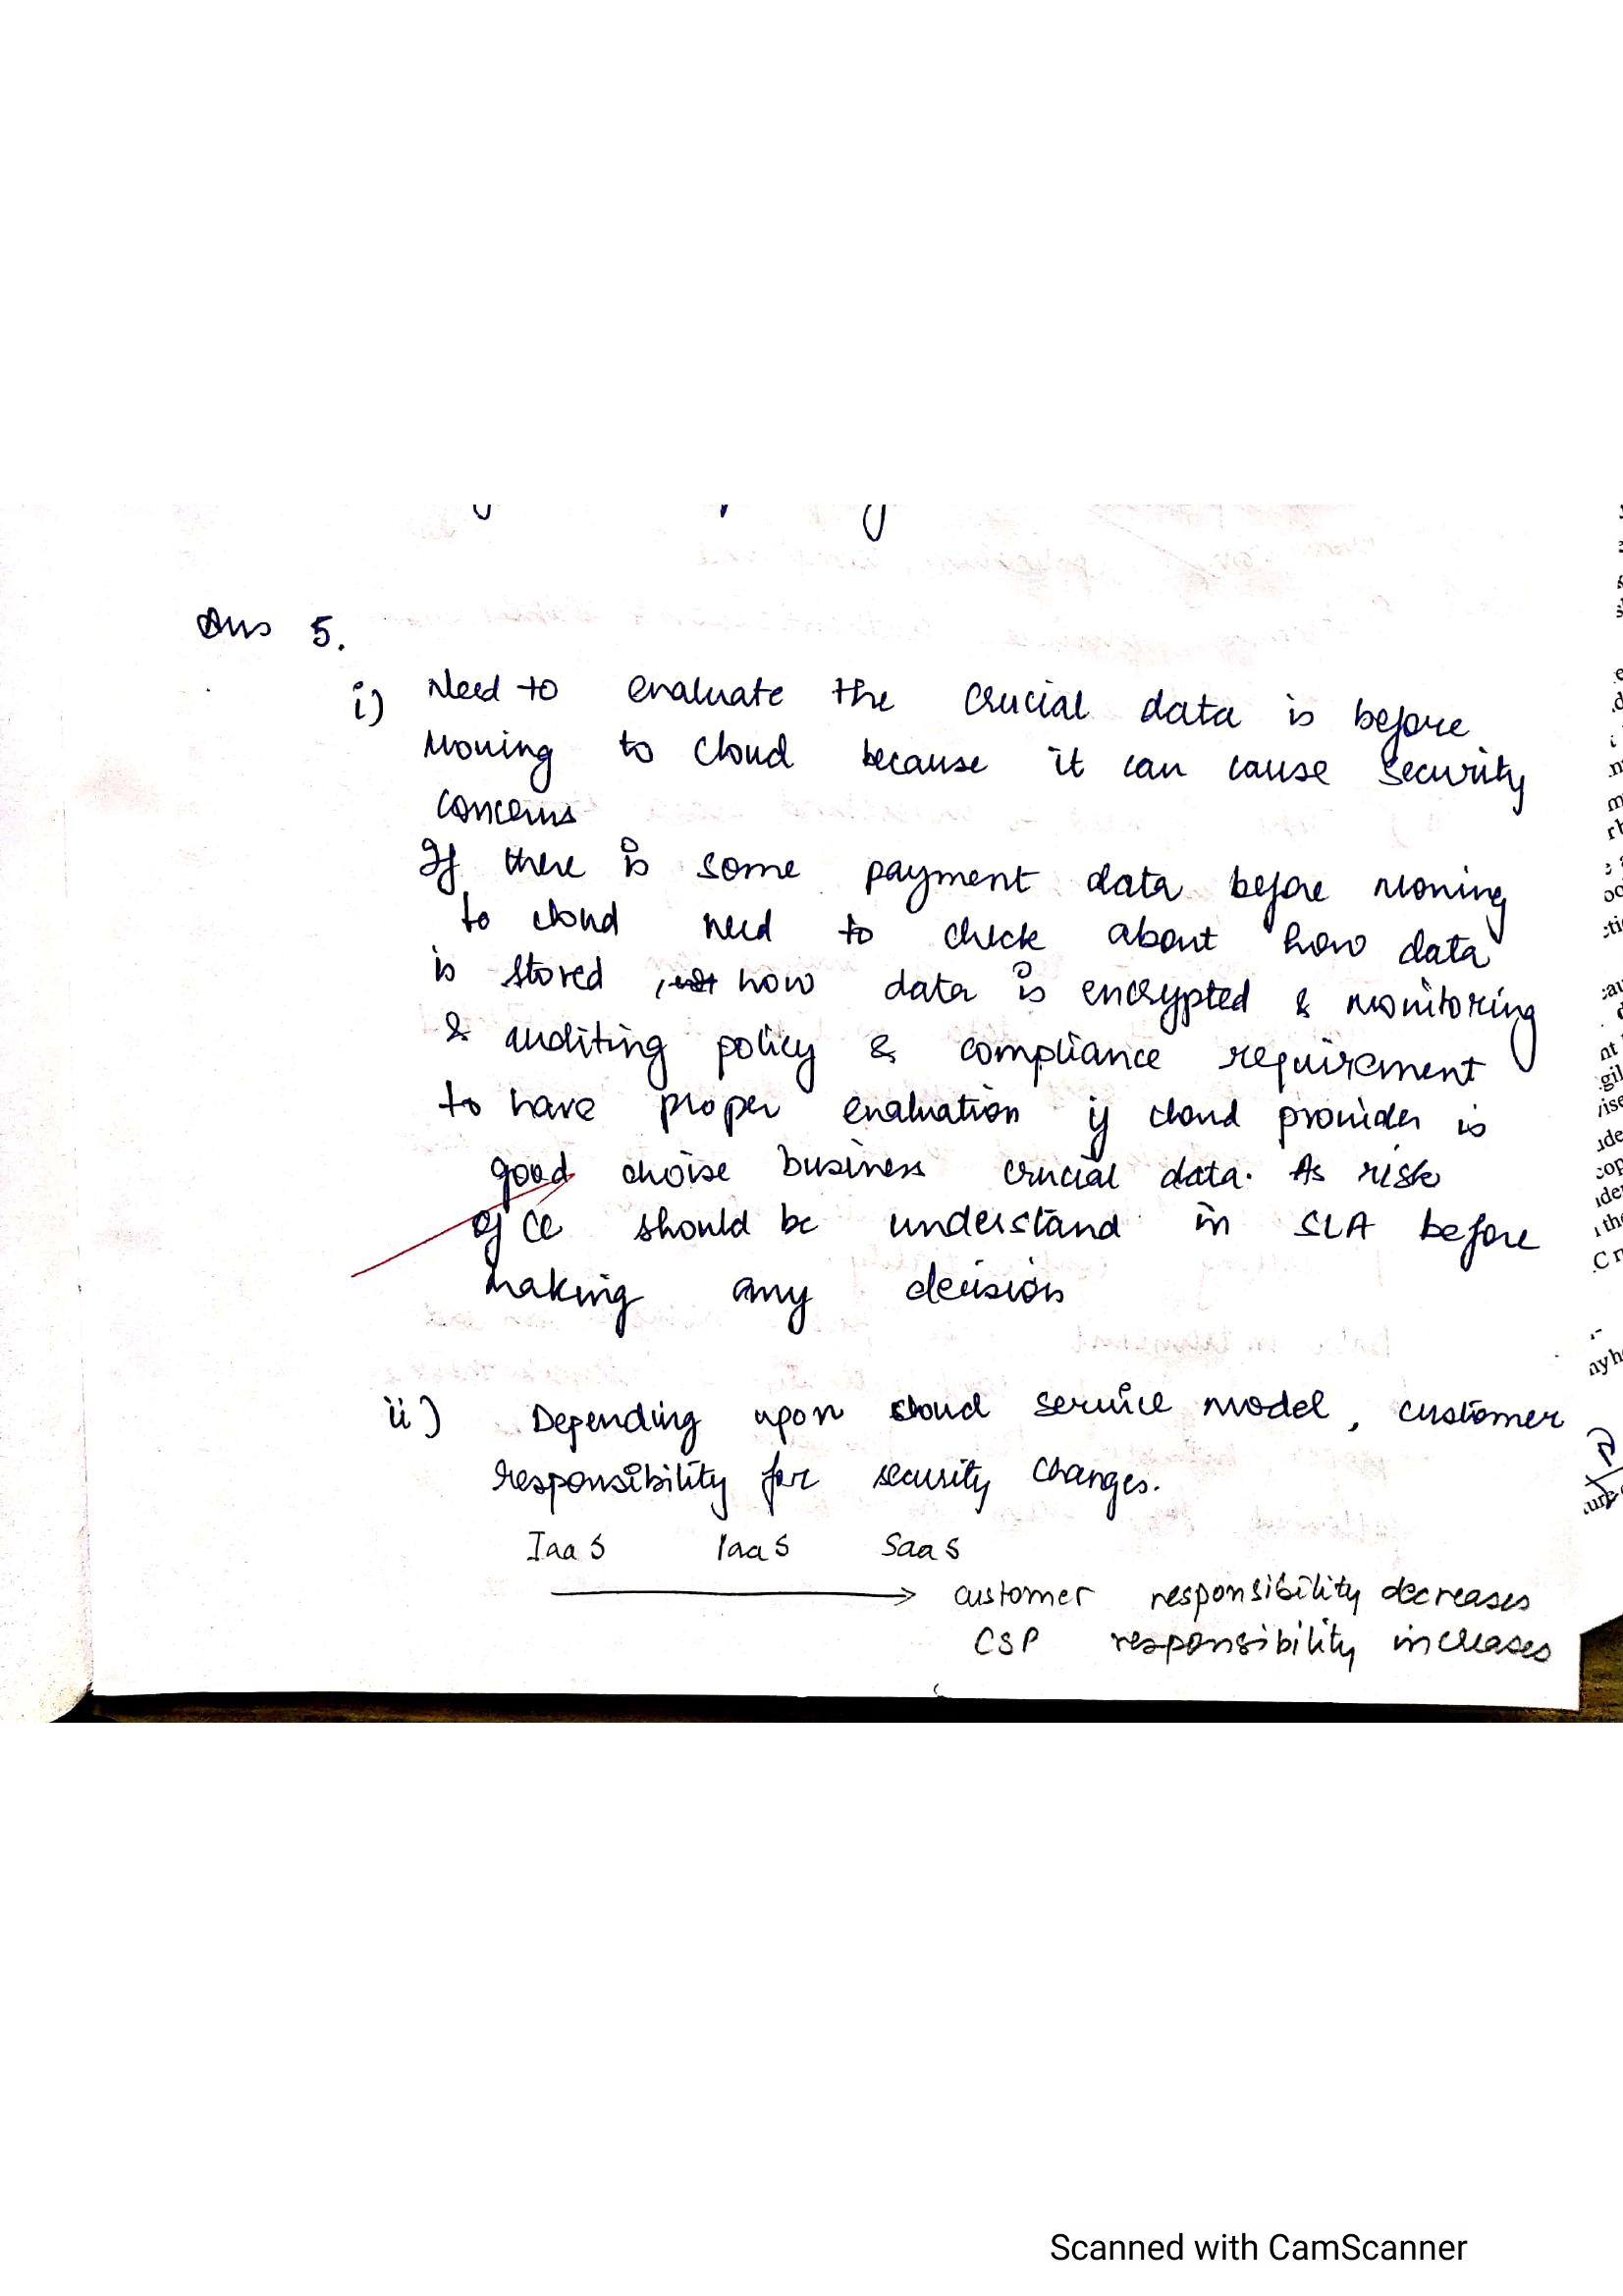 Ans 5.
i) Need to evaluate the crucial data is before
moving to cloud because it can cause security
concerns
If there is some payment data before moving
to cloud need to check about how data
is stored, how data is encrypted & monitoring
& auditing policy & compliance requirement
to have proper evaluation if cloud provider is
good choise business crucial data. As risk
of CC should be understand in SLA before
making any decision
ii) Depending upon cloud service model, customer
responsibility for security changes.
IaaS PaaS SaaS
customer responsibility decreases
CSP responsibility increases
Scanned with CamScanner